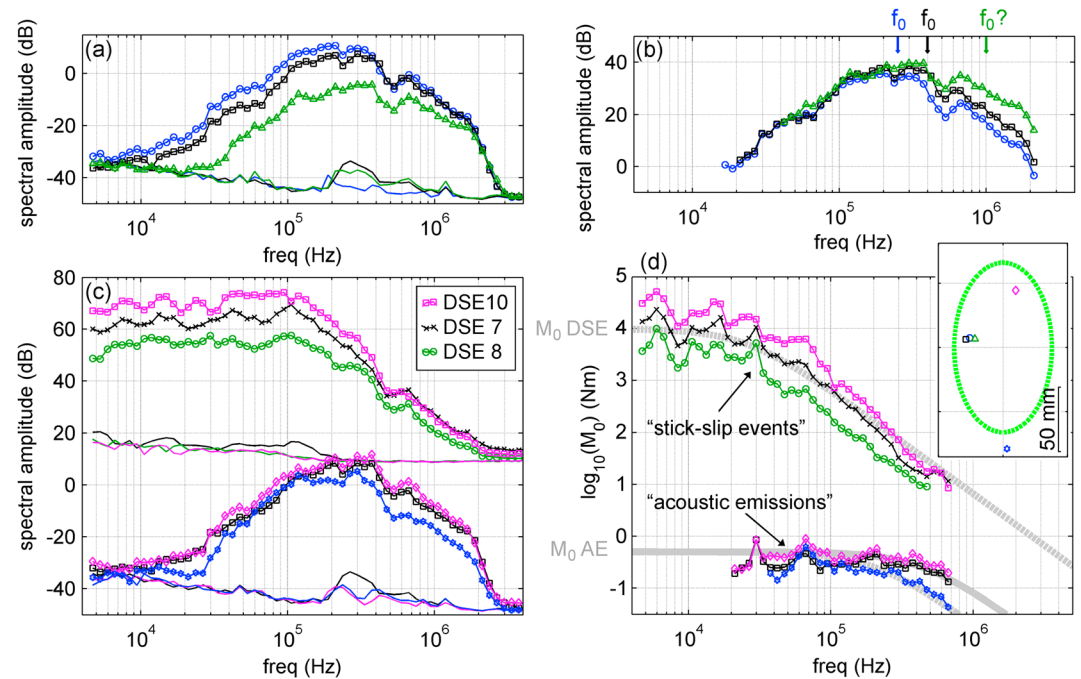 f0 f0 f0?
(a)
spectral amplitude (dB)
0
-20
-40
10^4 10^5 10^6
freq (Hz)
(b)
spectral amplitude (dB)
40
20
0
10^4 10^5 10^6
freq (Hz)
(c)
spectral amplitude (dB)
80
60
40
20
0
-20
-40
DSE10
DSE 7
DSE 8
10^4 10^5 10^6
freq (Hz)
(d)
log10(M0) (Nm)
5
4
3
2
1
0
-1
M0 DSE
M0 AE
"stick-slip events"
"acoustic emissions"
50 mm
10^4 10^5 10^6
freq (Hz)